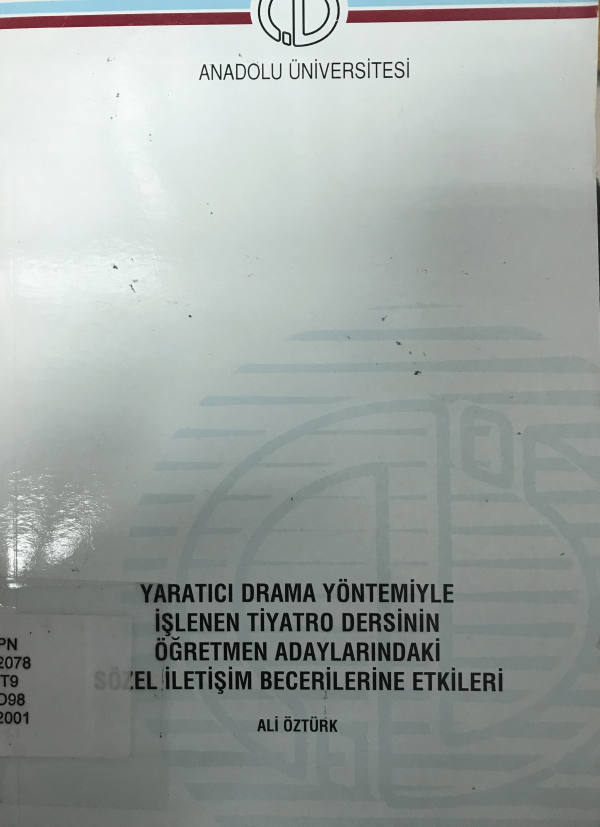 ANADOLU ÜNİVERSİTESİ
YARATICI DRAMA YÖNTEMİYLE
İŞLENEN TİYATRO DERSİNİN
ÖĞRETMEN ADAYLARINDAKİ
SÖZEL İLETİŞİM BECERİLERİNE ETKİLERİ
ALİ ÖZTÜRK
PN
2078
T9
O98
2001